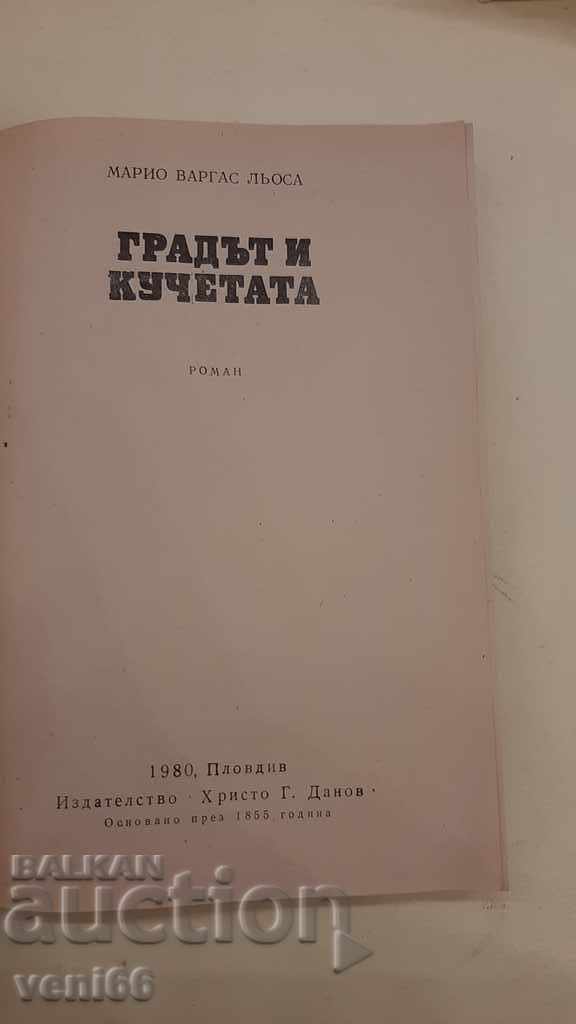 МАРИО ВАРГАС ЛЬОСА
ГРАДЪТ И
КУЧЕТАТА
РОМАН
1980, Пловдив
Издателство · Христо Г. Данов ·
Основано през 1855 година
BALKAN
auction
veni66